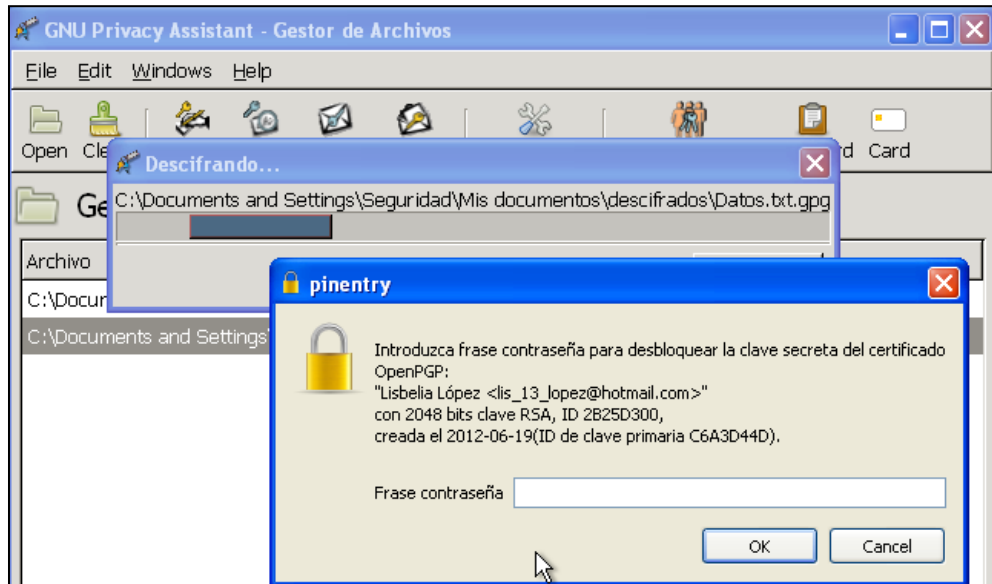 GNU Privacy Assistant - Gestor de Archivos
File Edit Windows Help
Open Cle d Card
Descifrando...
C:\Documents and Settings\Seguridad\Mis documentos\descifrados\Datos.txt.gpg
Ge
Archivo
C:\Docum
C:\Documents and Settings
pinentry
Introduzca frase contraseña para desbloquear la clave secreta del certificado
OpenPGP:
"Lisbelia López <lis_13_lopez@hotmail.com>"
con 2048 bits clave RSA, ID 2B25D300,
creada el 2012-06-19(ID de clave primaria C6A3D44D).
Frase contraseña
OK Cancel